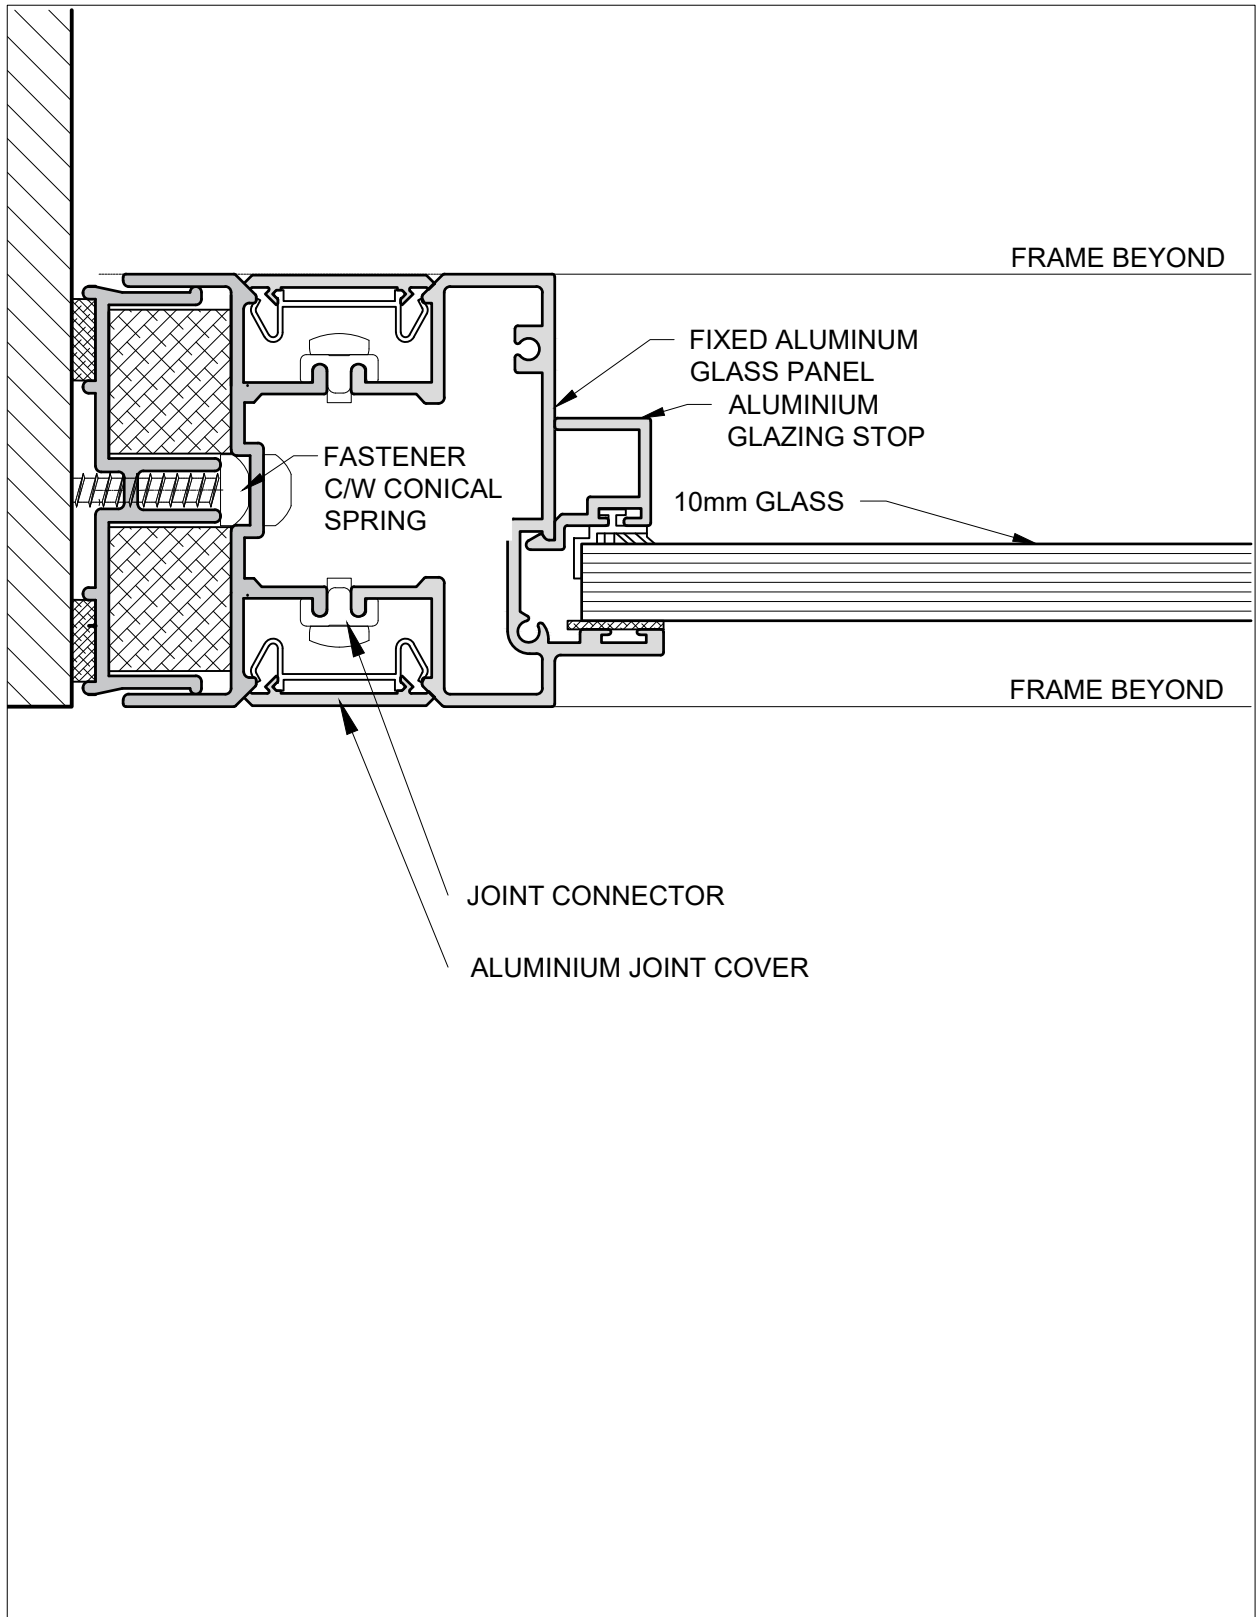 FRAME BEYOND
FIXED ALUMINUM
GLASS PANEL
ALUMINIUM
GLAZING STOP
FASTENER
C/W CONICAL
SPRING
10mm GLASS
FRAME BEYOND
JOINT CONNECTOR
ALUMINIUM JOINT COVER